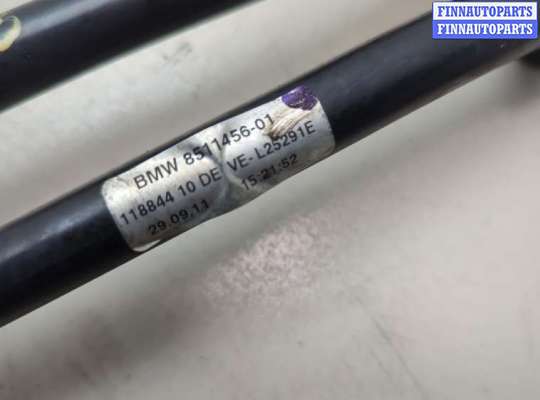 FINNAUTOPARTS
FINNAUTOPARTS
BMW 8511456-01
118844 10 DE VE- L25291E
29.09.11 15:21:52